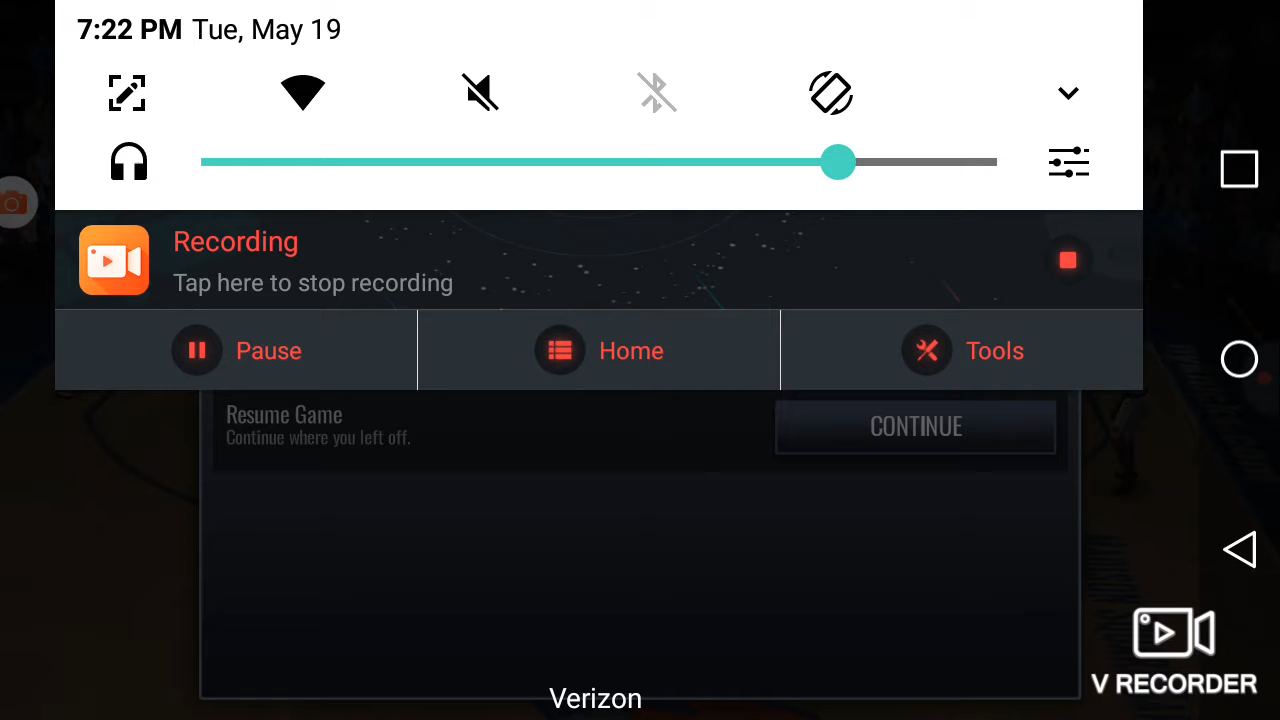 7:22 PM Tue, May 19
Recording
Tap here to stop recording
Pause
Home
Tools
Resume Game
Continue where you left off.
CONTINUE
V RECORDER
Verizon